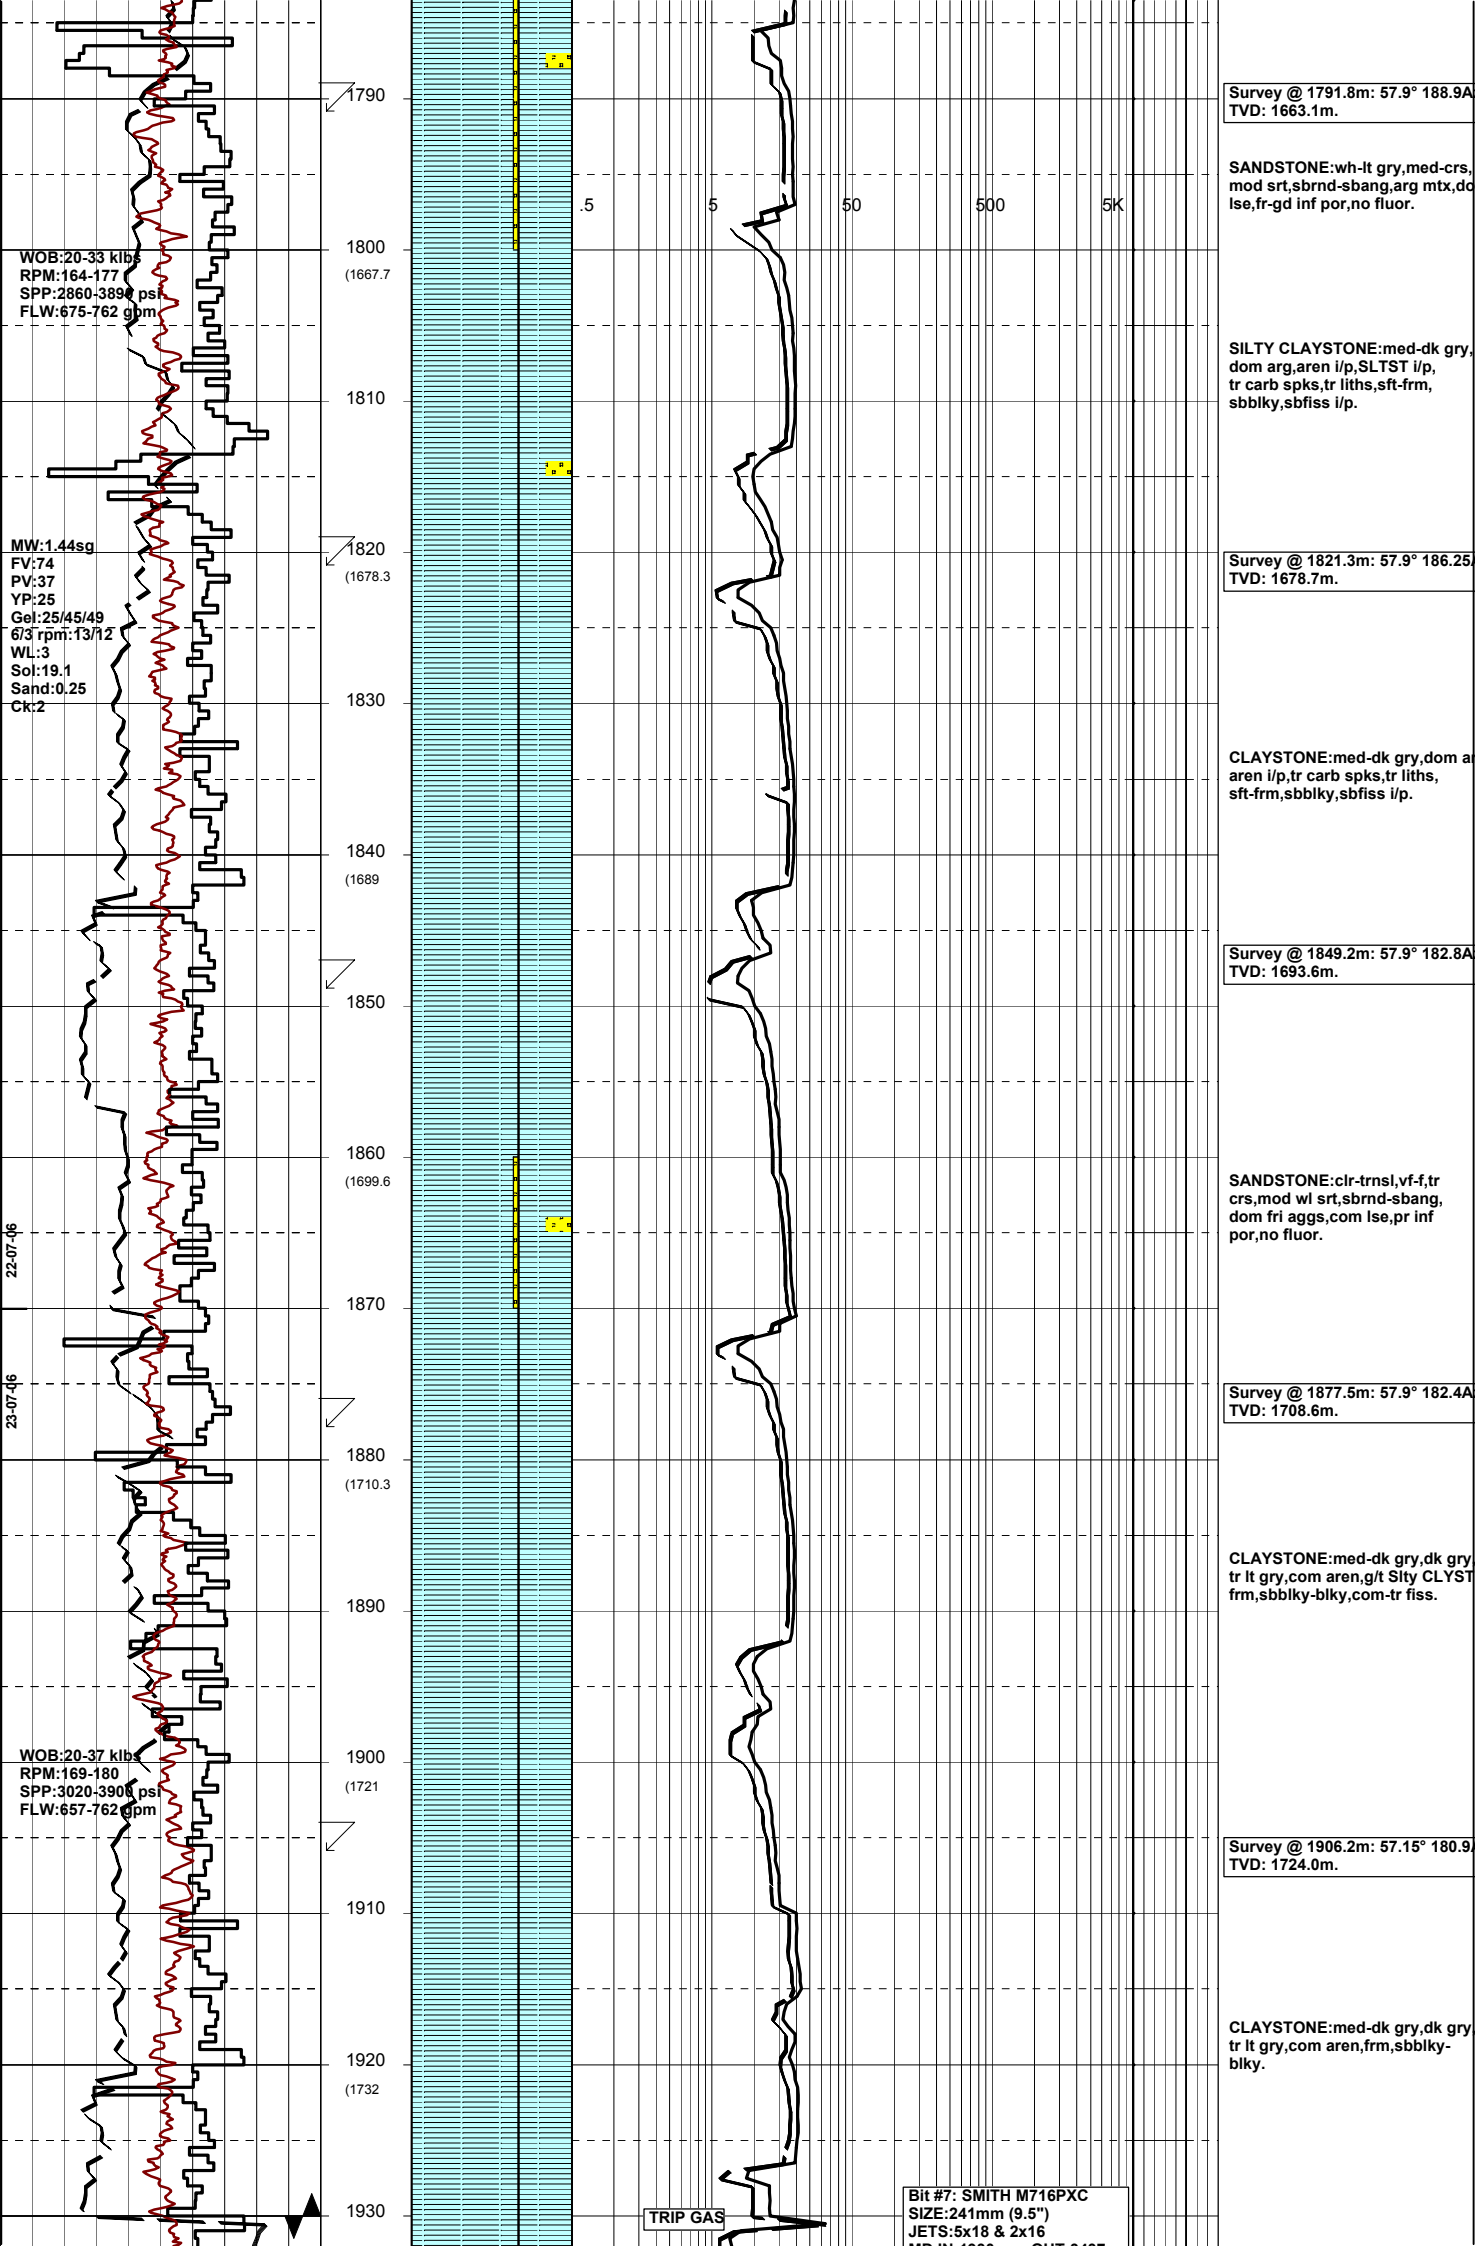 1790
Survey @ 1791.8m: 57.9° 188.9A
TVD: 1663.1m.
SANDSTONE:wh-lt gry,med-crs,
mod srt,sbrnd-sbang,arg mtx,do
lse,fr-gd inf por,no fluor.
.5 5 50 500 5K
1800
(1667.7
WOB:20-33 klbs
RPM:164-177
SPP:2860-3890 psi
FLW:675-762 gpm
SILTY CLAYSTONE:med-dk gry,
dom arg,aren i/p,SLTST i/p,
tr carb spks,tr liths,sft-frm,
sbblky,sbfiss i/p.
1810
1820
(1678.3
MW:1.44sg
FV:74
PV:37
YP:25
Gel:25/45/49
6/3 rpm:13/12
WL:3
Sol:19.1
Sand:0.25
Ck:2
Survey @ 1821.3m: 57.9° 186.25
TVD: 1678.7m.
1830
CLAYSTONE:med-dk gry,dom ar
aren i/p,tr carb spks,tr liths,
sft-frm,sbblky,sbfiss i/p.
1840
(1689
Survey @ 1849.2m: 57.9° 182.8A
TVD: 1693.6m.
1850
1860
(1699.6
SANDSTONE:clr-trnsl,vf-f,tr
crs,mod wl srt,sbrnd-sbang,
dom fri aggs,com lse,pr inf
por,no fluor.
22-07-06
1870
23-07-06
Survey @ 1877.5m: 57.9° 182.4A
TVD: 1708.6m.
1880
(1710.3
CLAYSTONE:med-dk gry,dk gry,
tr lt gry,com aren,g/t Slty CLYST
frm,sbblky-blky,com-tr fiss.
1890
1900
(1721
WOB:20-37 klbs
RPM:169-180
SPP:3020-3900 psi
FLW:657-762 gpm
Survey @ 1906.2m: 57.15° 180.9
TVD: 1724.0m.
1910
CLAYSTONE:med-dk gry,dk gry,
tr lt gry,com aren,frm,sbblky-
blky.
1920
(1732
1930
TRIP GAS
Bit #7: SMITH M716PXC
SIZE:241mm (9.5")
JETS:5x18 & 2x16